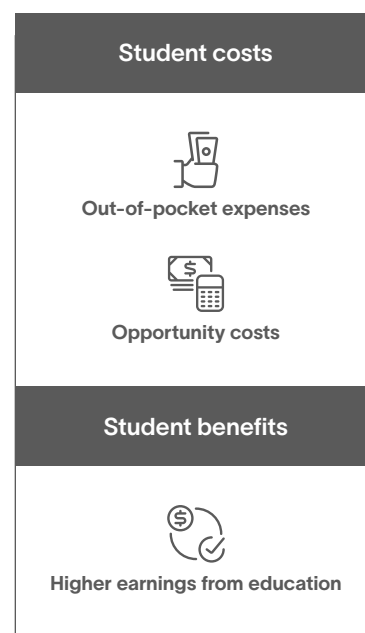 Student costs
Out-of-pocket expenses
$
Opportunity costs
Student benefits
$
Higher earnings from education